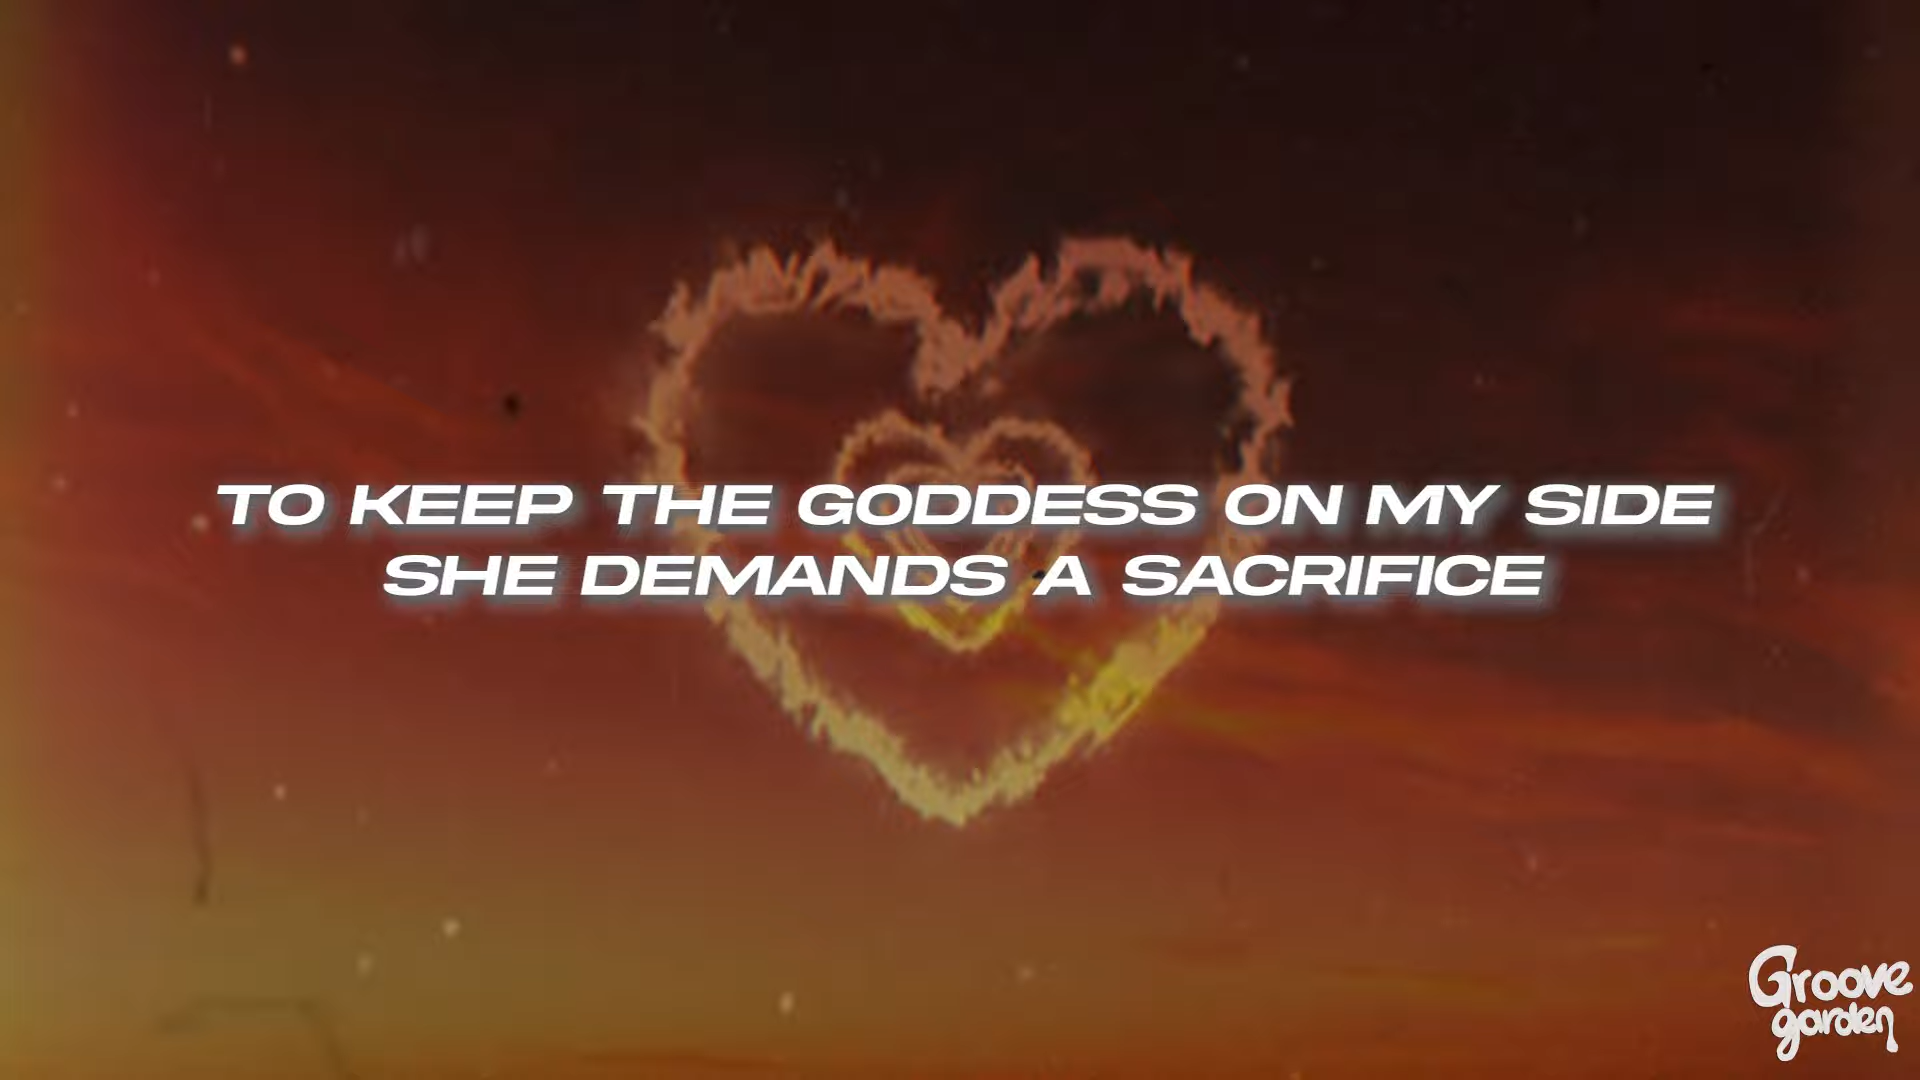 TO KEEP THE GODDESS ON MY SIDE
SHE DEMANDS A SACRIFICE
Groove
garden